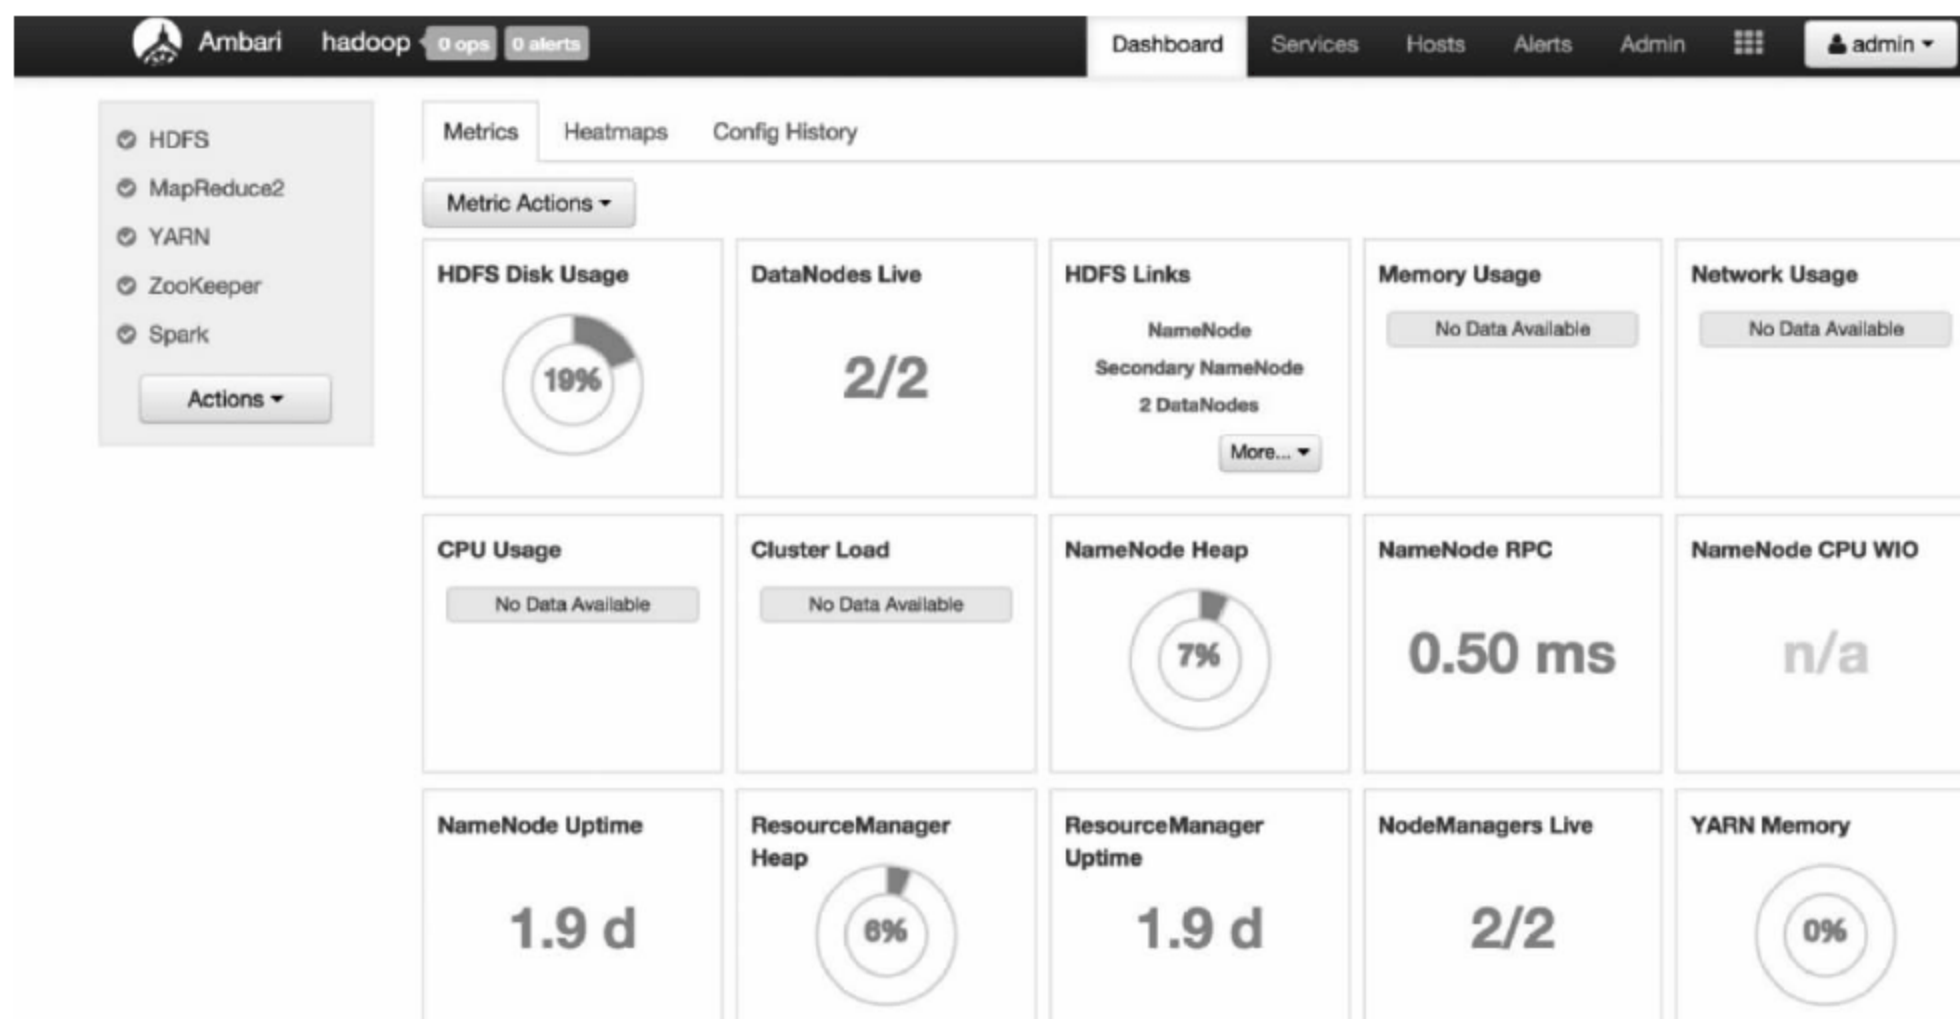 Ambari hadoop 0 ops 0 alerts Dashboard Services Hosts Alerts Admin admin
HDFS
MapReduce2
YARN
ZooKeeper
Spark
Actions
Metrics Heatmaps Config History
Metric Actions
HDFS Disk Usage
19%
DataNodes Live
2/2
HDFS Links
NameNode
Secondary NameNode
2 DataNodes
More...
Memory Usage
No Data Available
Network Usage
No Data Available
CPU Usage
No Data Available
Cluster Load
No Data Available
NameNode Heap
7%
NameNode RPC
0.50 ms
NameNode CPU WIO
n/a
NameNode Uptime
1.9 d
ResourceManager
Heap
6%
ResourceManager
Uptime
1.9 d
NodeManagers Live
2/2
YARN Memory
0%